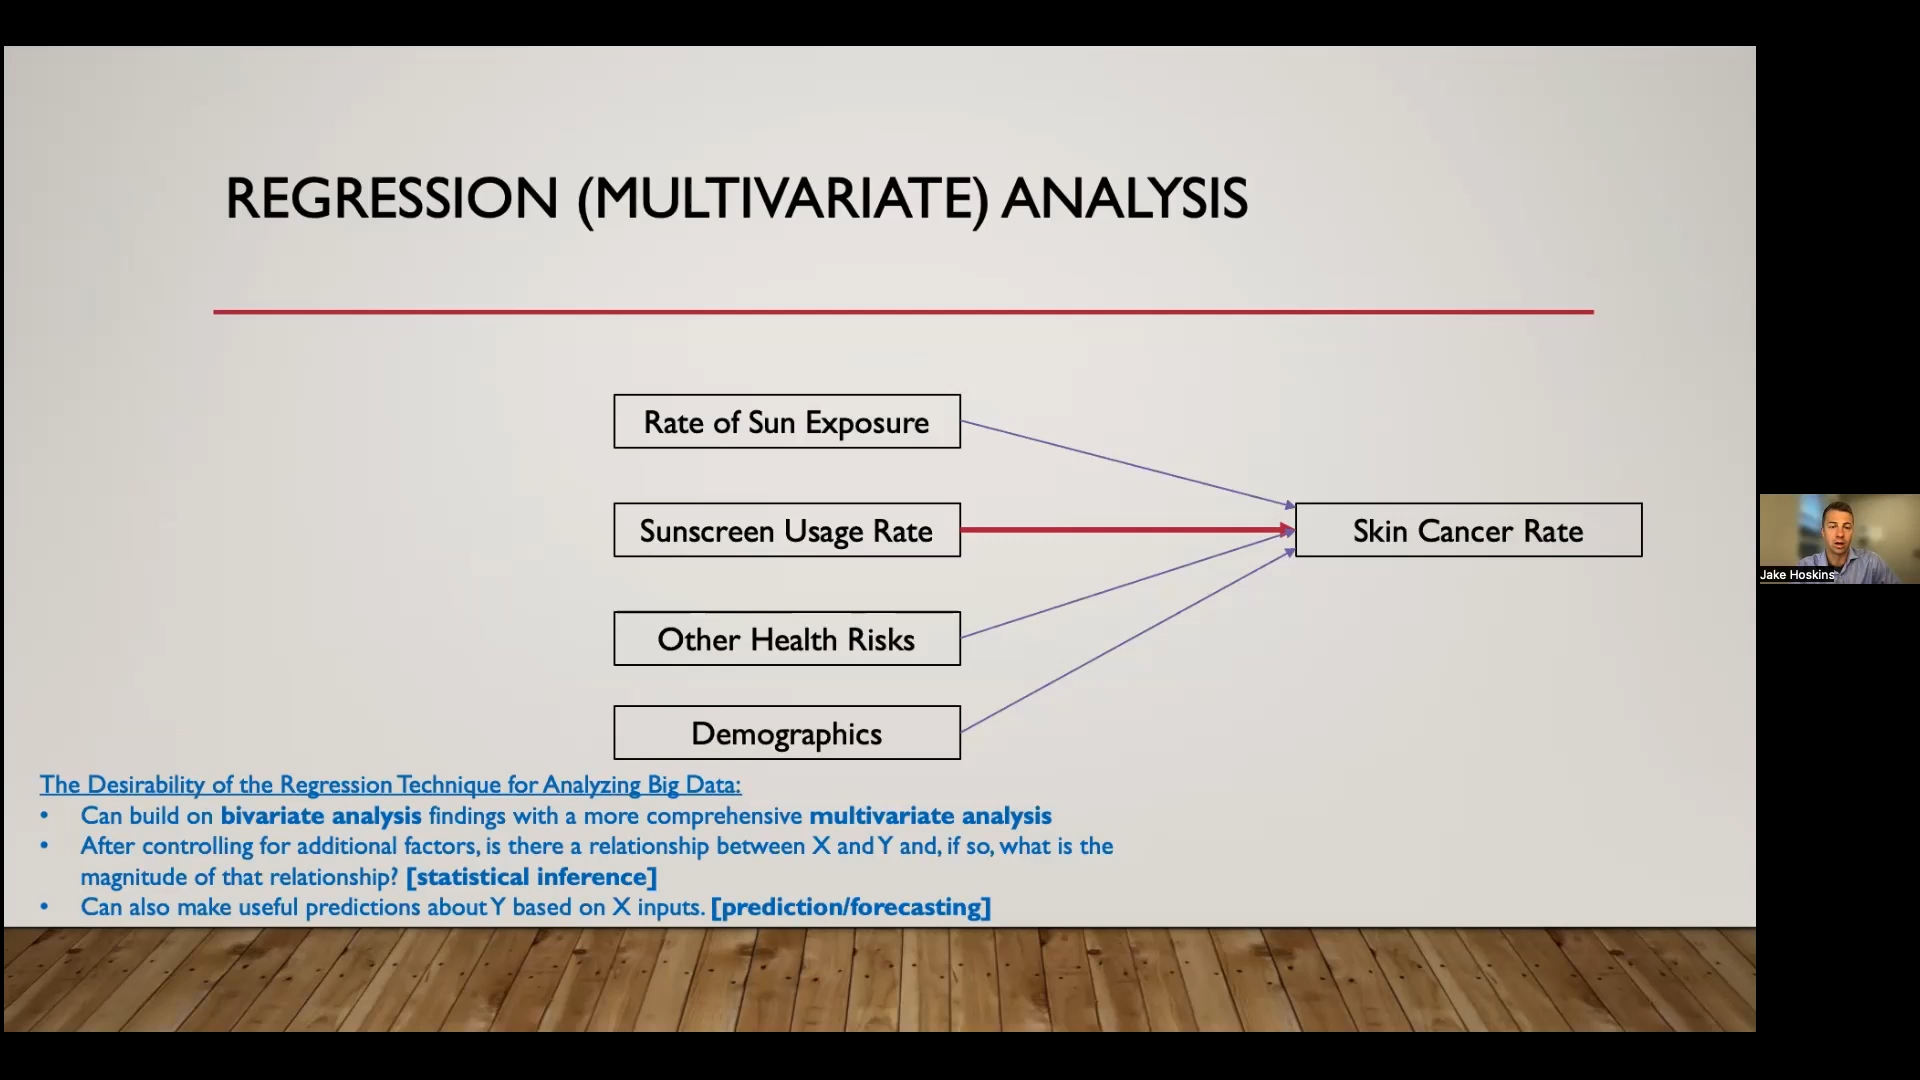 REGRESSION (MULTIVARIATE) ANALYSIS
Rate of Sun Exposure
Sunscreen Usage Rate
Skin Cancer Rate
Other Health Risks
Demographics
The Desirability of the Regression Technique for Analyzing Big Data:
• Can build on bivariate analysis findings with a more comprehensive multivariate analysis
• After controlling for additional factors, is there a relationship between X and Y and, if so, what is the
magnitude of that relationship? [statistical inference]
• Can also make useful predictions about Y based on X inputs. [prediction/forecasting]
Jake Hoskins